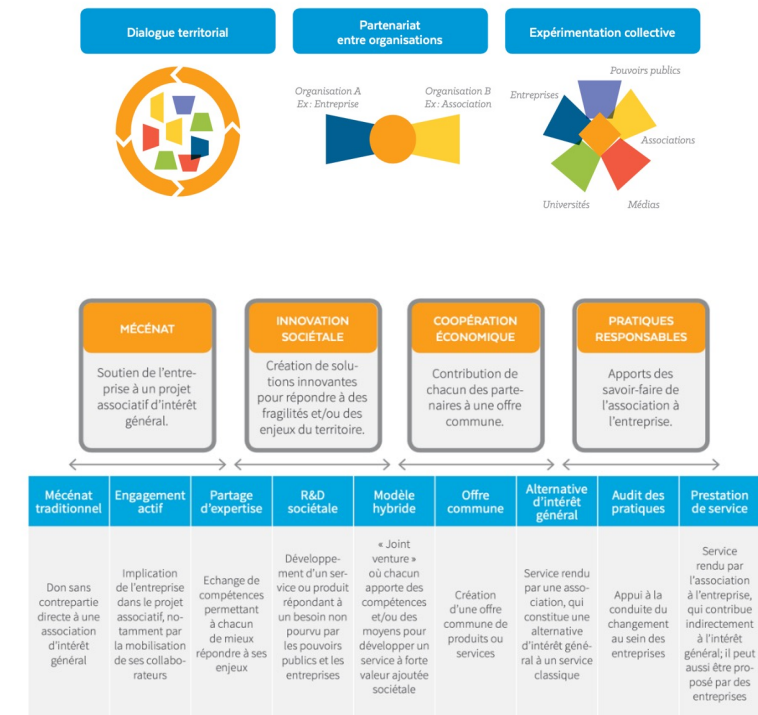 Dialogue territorial
Partenariat
entre organisations
Expérimentation collective
Organisation A
Ex : Entreprise
Organisation B
Ex : Association
Pouvoirs publics
Entreprises
Associations
Universités
Médias
MÉCÉNAT
Soutien de l'entre-
prise à un projet
associatif d'intérêt
général.
INNOVATION
SOCIÉTALE
Création de solu-
tions innovantes
pour répondre à des
fragilités et/ou des
enjeux du territoire.
COOPÉRATION
ÉCONOMIQUE
Contribution de
chacun des parte-
naires à une offre
commune.
PRATIQUES
RESPONSABLES
Apports des
savoir-faire de
l'association à
l'entreprise.
Mécénat
traditionnel
Engagement
actif
Partage
d'expertise
R&D
sociétale
Modèle
hybride
Offre
commune
Alternative
d'intérêt
général
Audit des
pratiques
Prestation
de service
Don sans
contrepartie
directe à une
association
d'intérêt
général
Implication
de l'entreprise
dans le projet
associatif, no-
tamment par
la mobilisation
de ses collabo-
rateurs
Echange de
compétences
permettant
à chacun
de mieux
répondre à ses
enjeux
Développe-
ment d'un ser-
vice ou produit
répondant à
un besoin non
pourvu par
les pouvoirs
publics et les
entreprises
« Joint
venture »
où chacun
apporte des
compétences
et/ou des
moyens pour
développer un
service à forte
valeur ajoutée
sociétale
Création
d'une offre
commune de
produits ou
services
Service rendu
par une asso-
ciation, qui
constitue une
alternative
d'intérêt géné-
ral à un service
classique
Appui à la
conduite du
changement
au sein des
entreprises
Service
rendu par
l'association
à l'entreprise,
qui contribue
indirectement
à l'intérêt
général; il peut
aussi être pro-
posé par des
entreprises